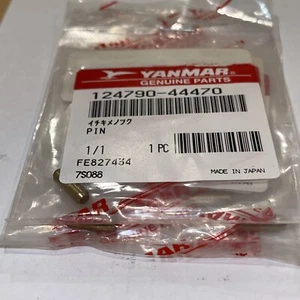 YANMAR
GENUINE PARTS
124790-44470
イチキメノツク
PIN
1/1 1 PC
FE827434
7S088 MADE IN JAPAN